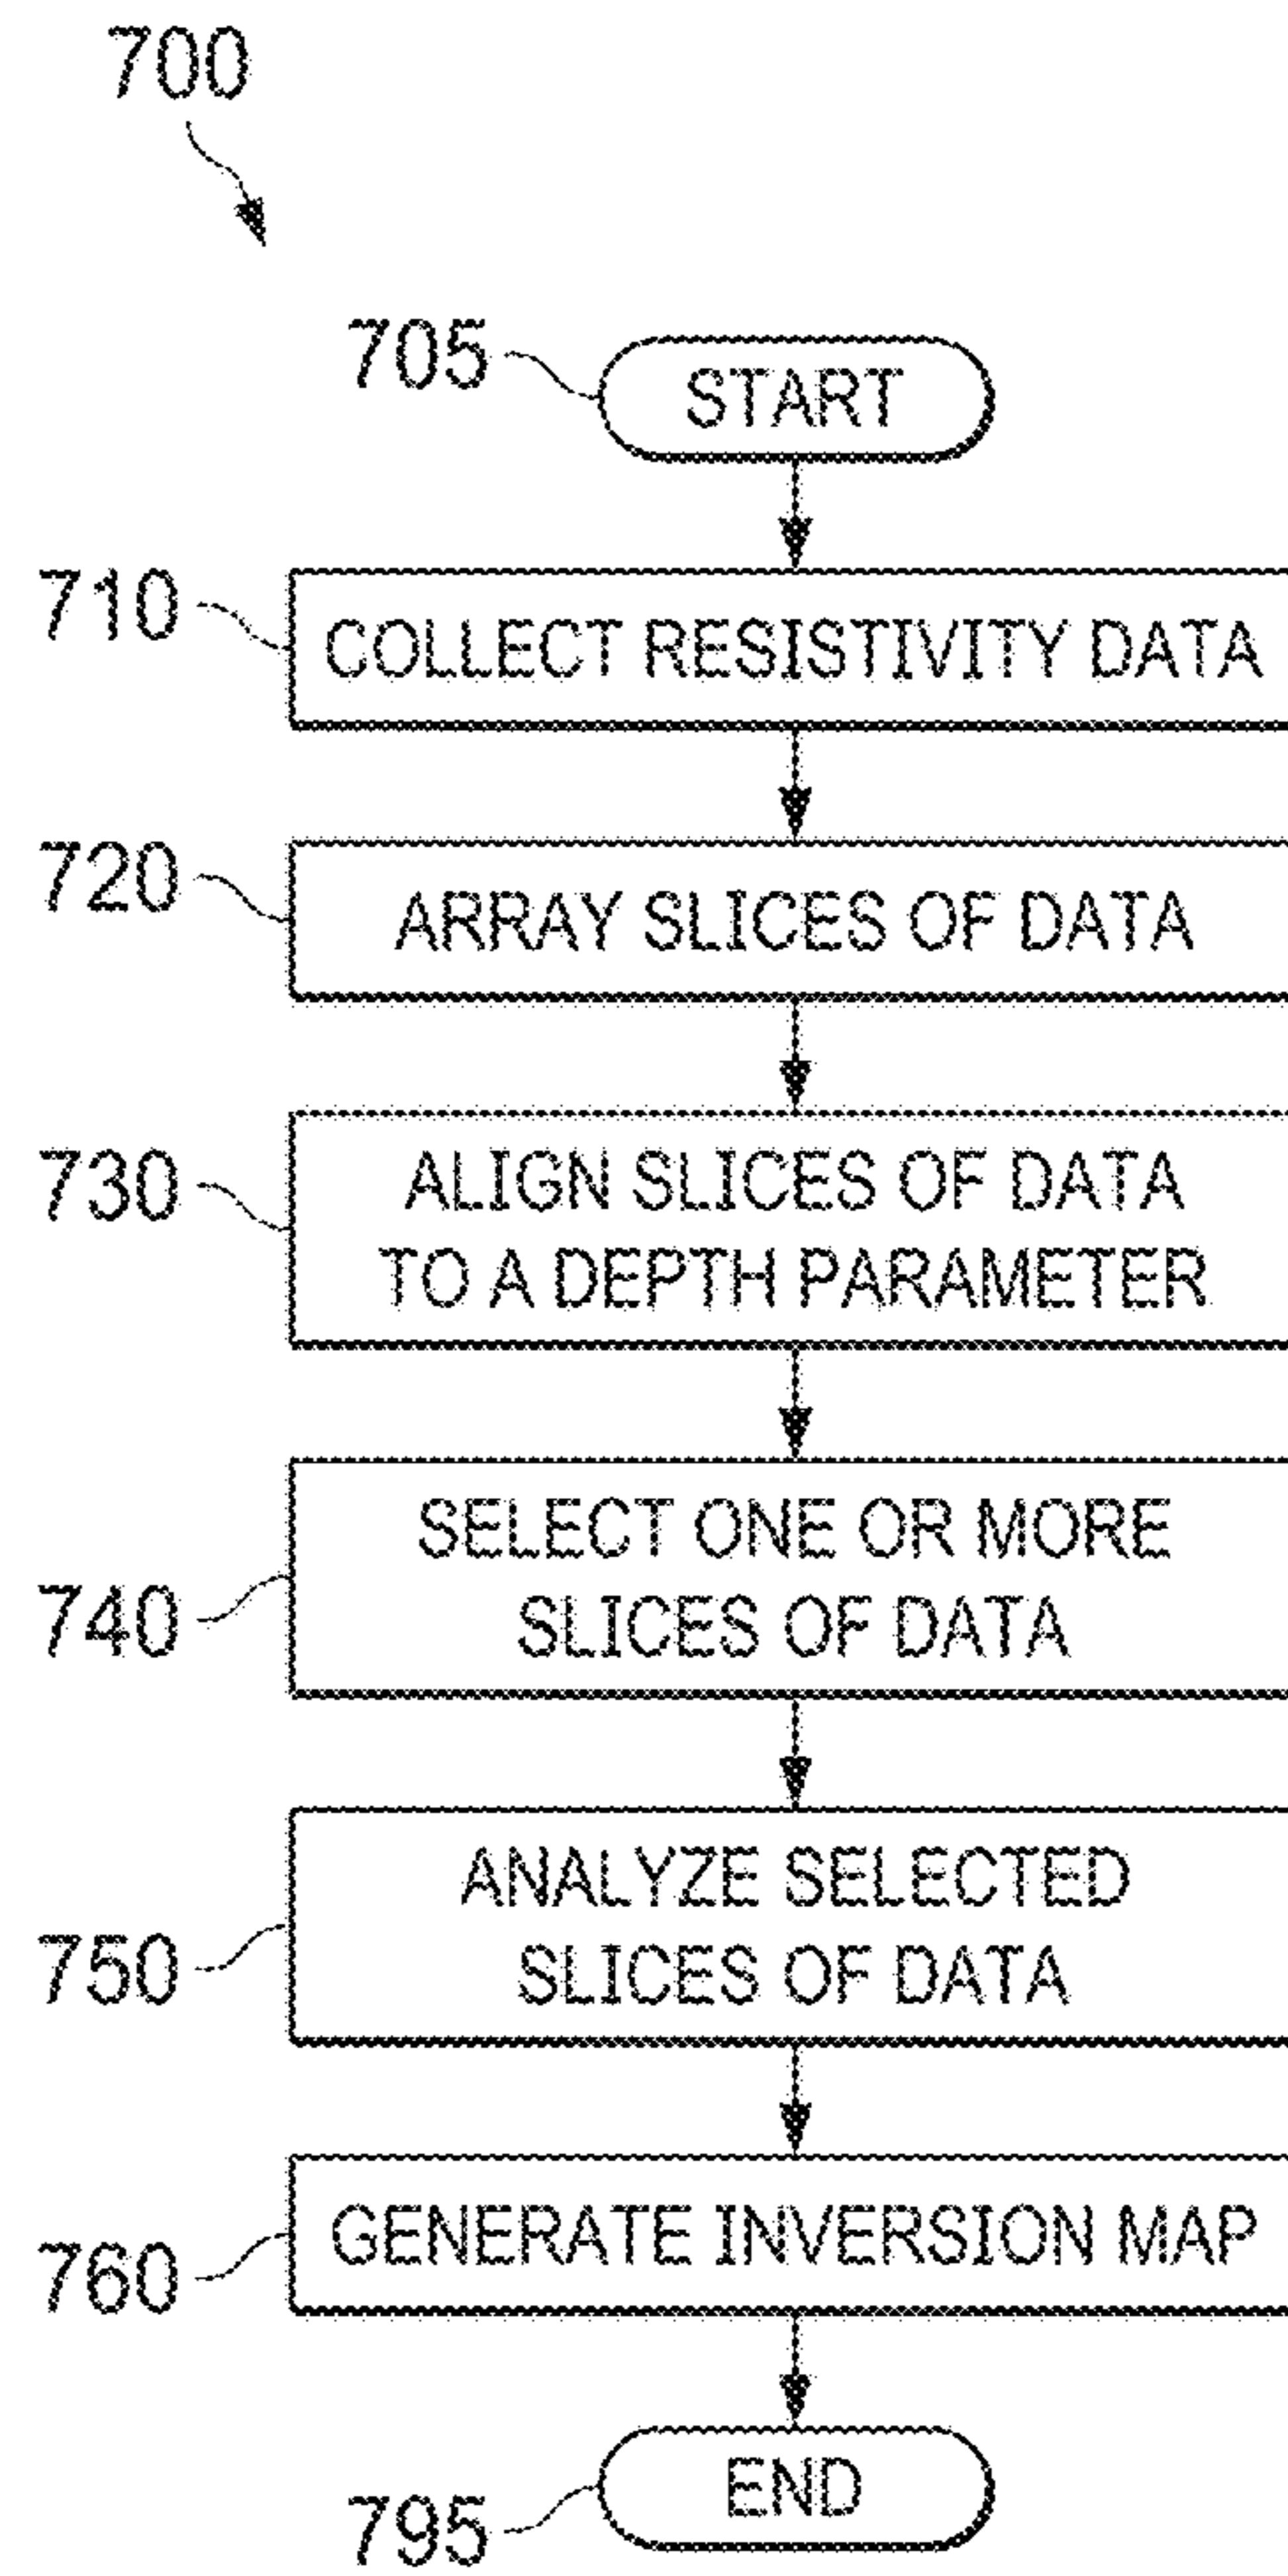 700
705
START
710
COLLECT RESISTIVITY DATA
720
ARRAY SLICES OF DATA
730
ALIGN SLICES OF DATA
TO A DEPTH PARAMETER
740
SELECT ONE OR MORE
SLICES OF DATA
750
ANALYZE SELECTED
SLICES OF DATA
760
GENERATE INVERSION MAP
795
END